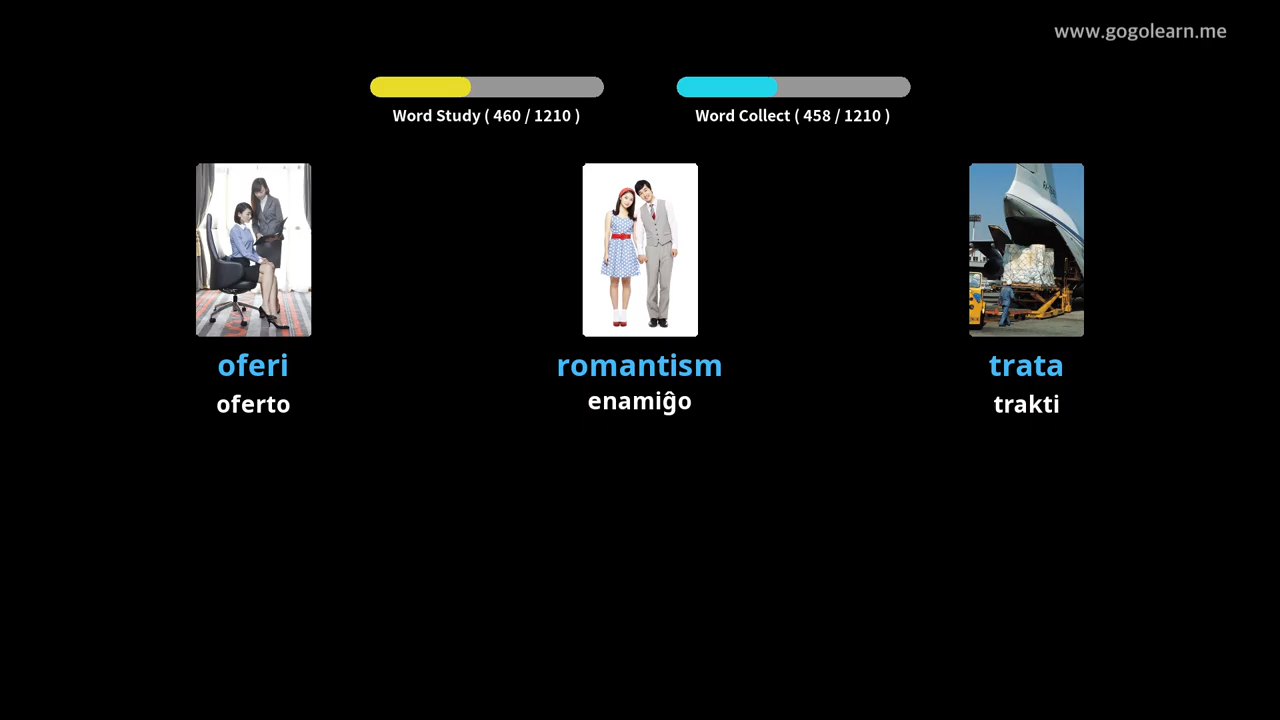 www.gogolearn.me
Word Study ( 460 / 1210 )
Word Collect ( 458 / 1210 )
oferi
romantism
trata
oferto
enamiĝo
trakti